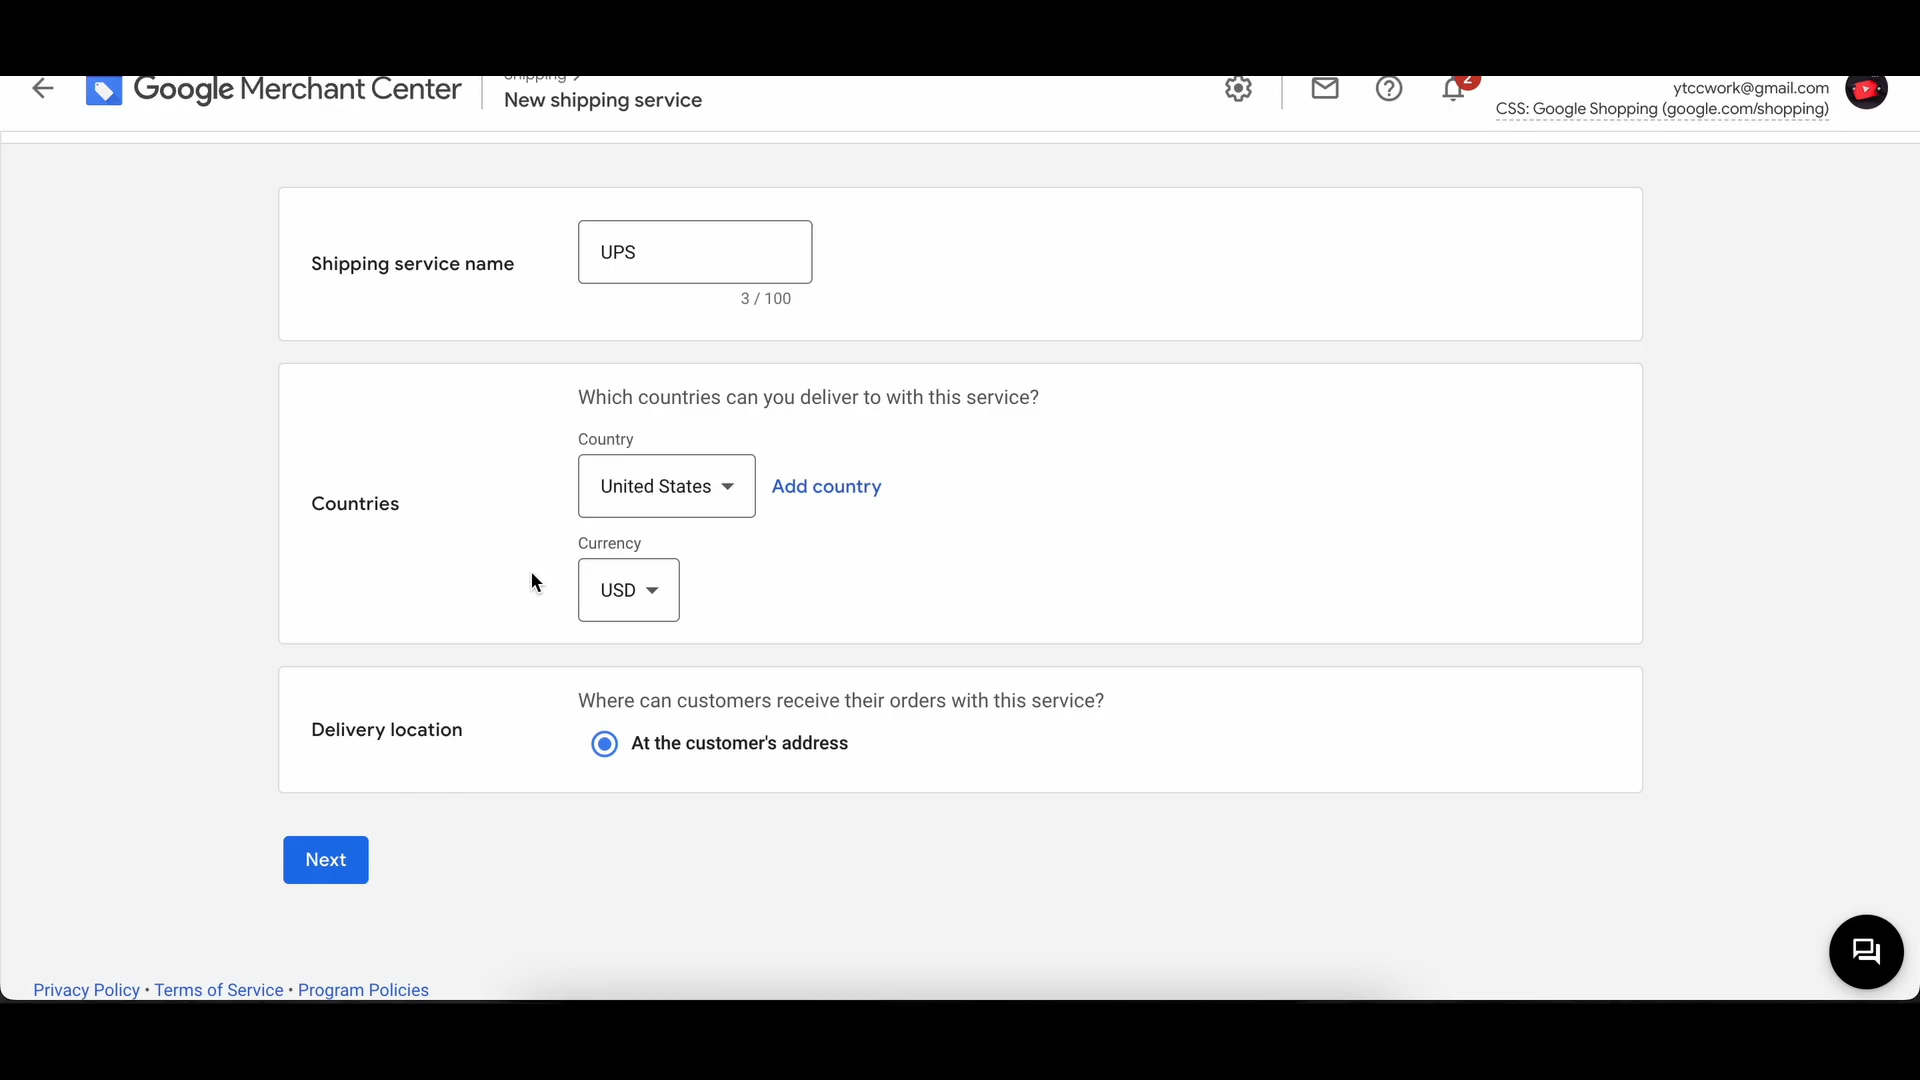 Shipping
Google Merchant Center
New shipping service
2
ytccwork@gmail.com
CSS: Google Shopping (google.com/shopping)
Shipping service name
UPS
3 / 100
Which countries can you deliver to with this service?
Country
United States
Add country
Countries
Currency
USD
Where can customers receive their orders with this service?
Delivery location
At the customer's address
Next
Privacy Policy • Terms of Service • Program Policies